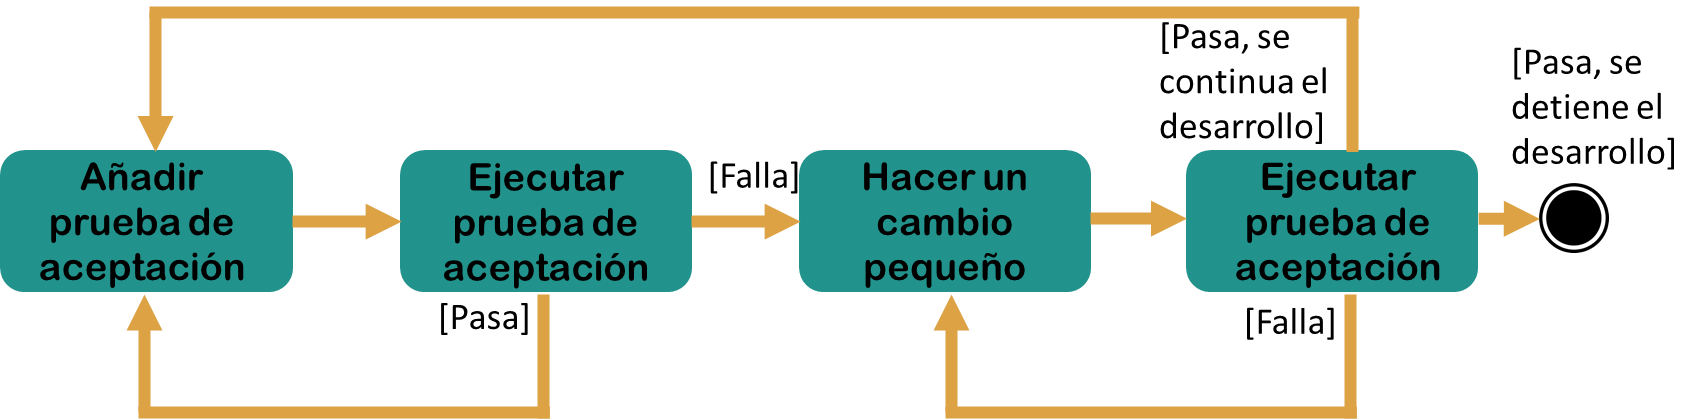 Añadir
prueba de
aceptación
Ejecutar
prueba de
aceptación
[Pasa]
[Falla]
Hacer un
cambio
pequeño
[Pasa, se
continua el
desarrollo]
Ejecutar
prueba de
aceptación
[Falla]
[Pasa, se
detiene el
desarrollo]